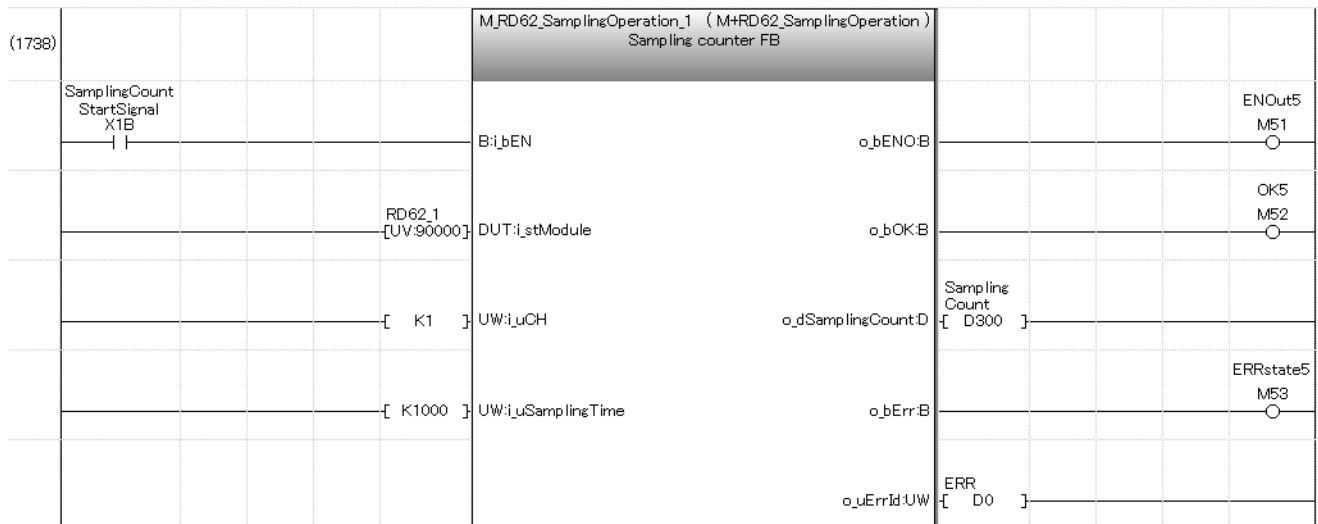 M_RD62_SamplingOperation_1 (M+RD62_SamplingOperation)
Sampling counter FB
(1738)
SamplingCount
StartSignal
X1B
B:i_bEN
o_bENO:B
ENOut5
M51
RD62_1
[UV:90000]
DUT:i_stModule
o_bOK:B
OK5
M52
[ K1 ]
UW:i_uCH
o_dSamplingCount:D
Sampling
Count
[ D300 ]
[ K1000 ]
UW:i_uSamplingTime
o_bErr:B
ERRstate5
M53
o_uErrId:UW
ERR
[ D0 ]